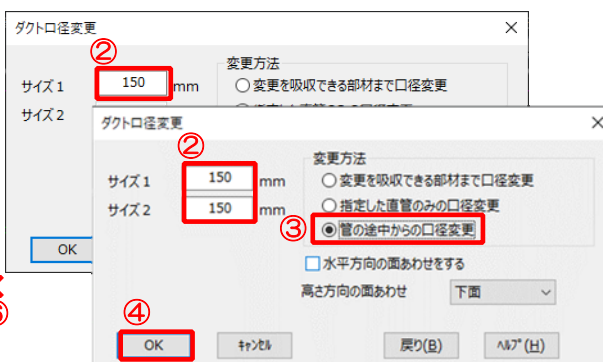 ダクト口径変更
②
変更方法
サイズ1 150 mm
○変更を吸収できる部材まで口径変更
サイズ2
OK
ダクト口径変更
②
変更方法
サイズ1 150 mm
○変更を吸収できる部材まで口径変更
サイズ2 150 mm
○指定した直管のみの口径変更
③
管の途中からの口径変更
水平方向の面あわせをする
高さ方向の面あわせ 下面
④
OK キャンセル 戻り(B) ヘルプ(H)